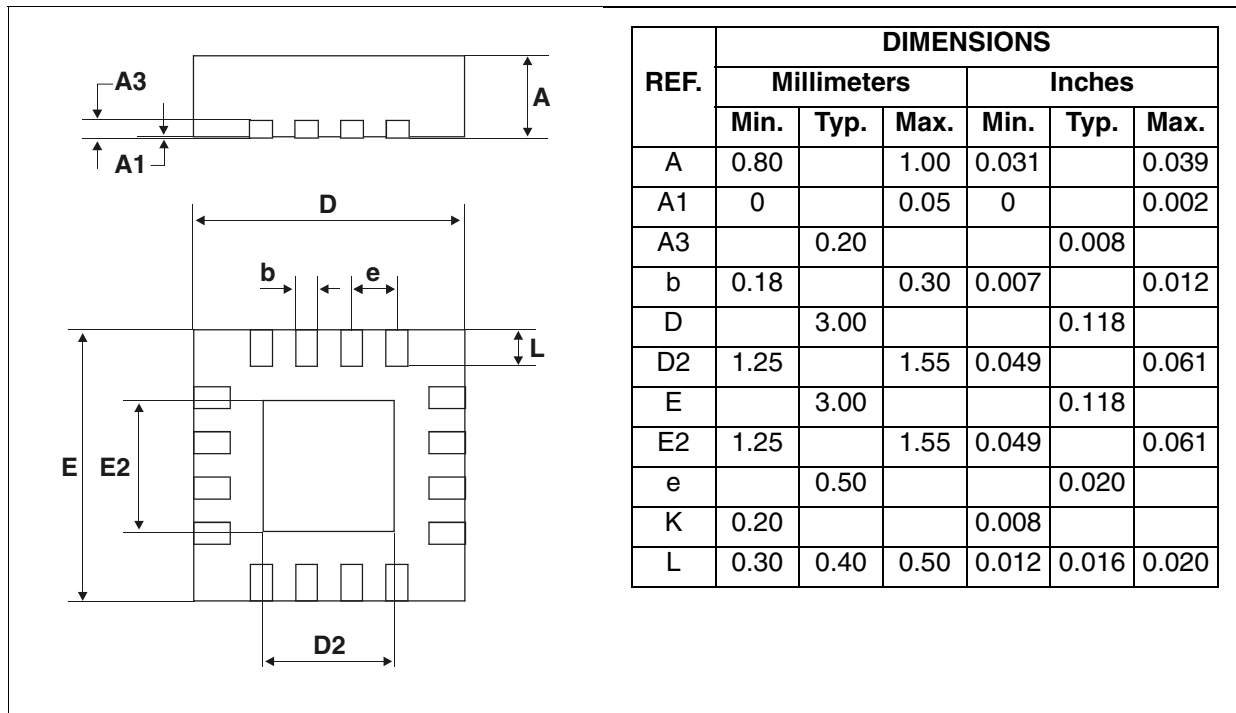 A3
A
A1
D
b
e
L
E
E2
D2
DIMENSIONS
REF. Millimeters Inches
Min. Typ. Max. Min. Typ. Max.
A 0.80 1.00 0.031 0.039
A1 0 0.05 0 0.002
A3 0.20 0.008
b 0.18 0.30 0.007 0.012
D 3.00 0.118
D2 1.25 1.55 0.049 0.061
E 3.00 0.118
E2 1.25 1.55 0.049 0.061
e 0.50 0.020
K 0.20 0.008
L 0.30 0.40 0.50 0.012 0.016 0.020